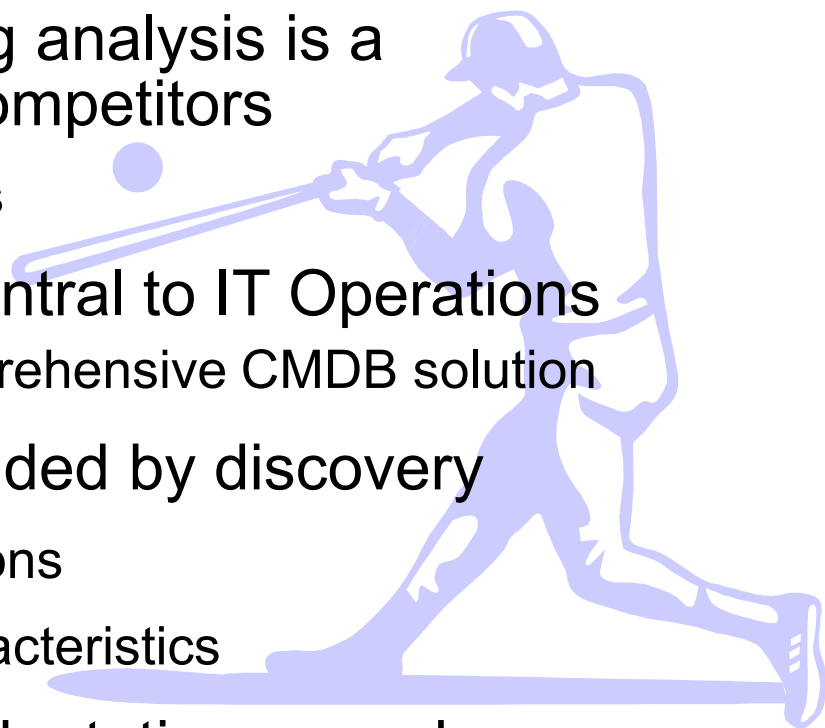 g analysis is a
ompetitors
s
ntral to IT Operations
rehensive CMDB solution
ded by discovery
ons
acteristics